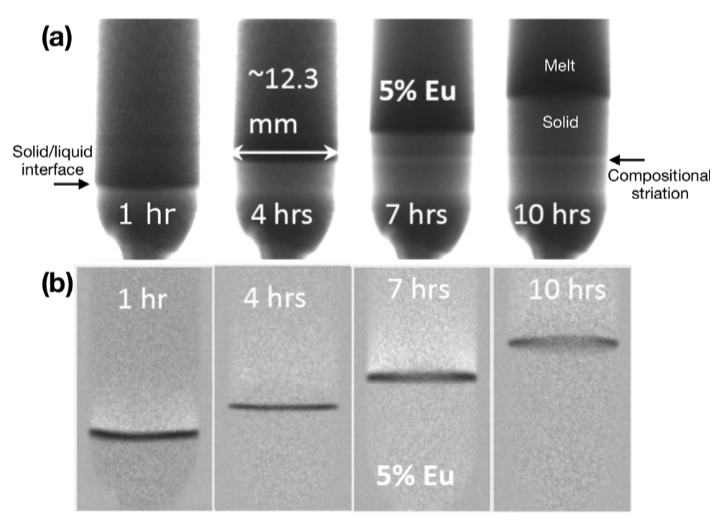 (a)
~12.3
mm
5% Eu
Melt
Solid
Solid/liquid
interface
Compositional
striation
1 hr
4 hrs
7 hrs
10 hrs
(b)
1 hr
4 hrs
7 hrs
10 hrs
5% Eu